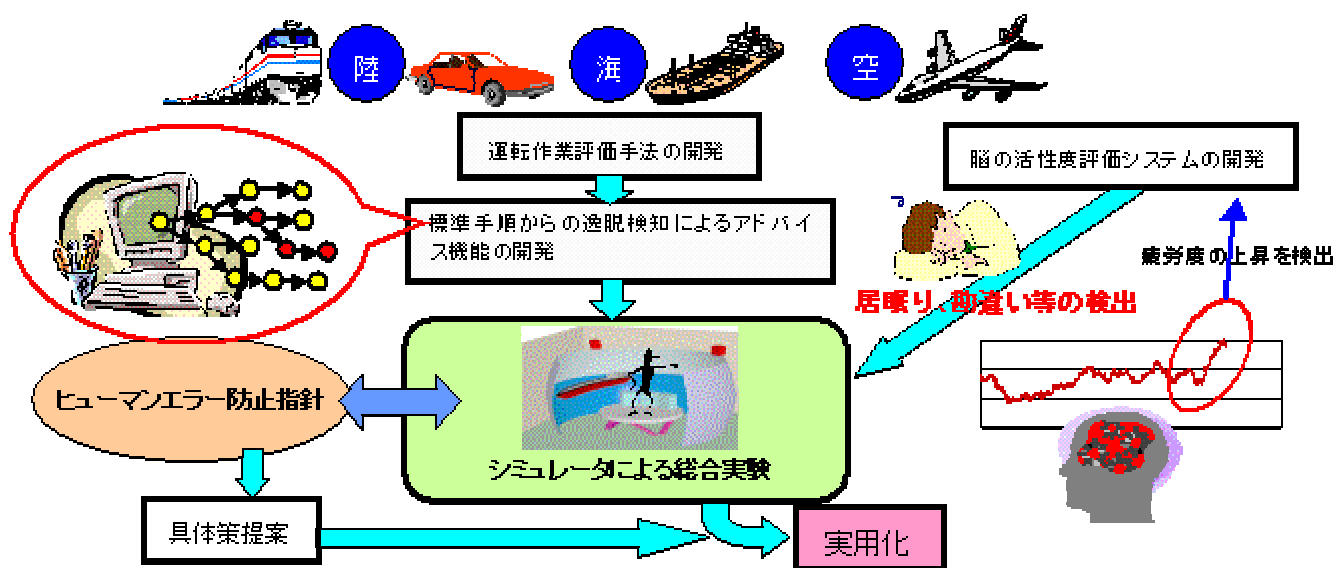 陸
海
空
運転作業評価手法の開発
脳の活性度評価システムの開発
標準手順からの逸脱検知によるアドバイ
ス機能の開発
疲労度の上昇を検出
居眠り、勘違い等の検出
ヒューマンエラー防止指針
シミュレータによる総合実験
具体策提案
実用化